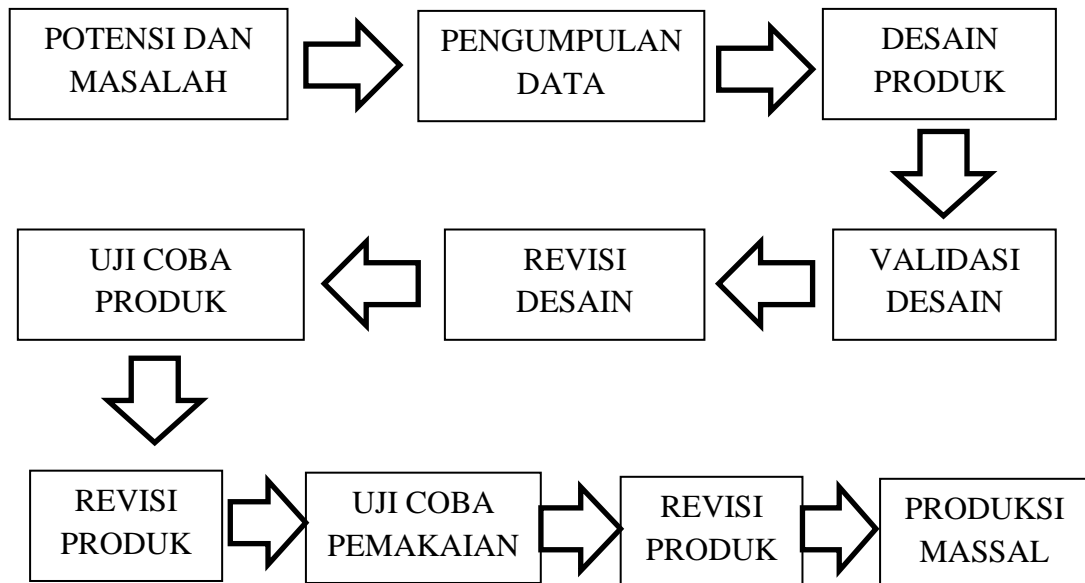 POTENSI DAN
MASALAH
PENGUMPULAN
DATA
DESAIN
PRODUK
VALIDASI
DESAIN
REVISI
DESAIN
UJI COBA
PRODUK
REVISI
PRODUK
UJI COBA
PEMAKAIAN
REVISI
PRODUK
PRODUKSI
MASSAL